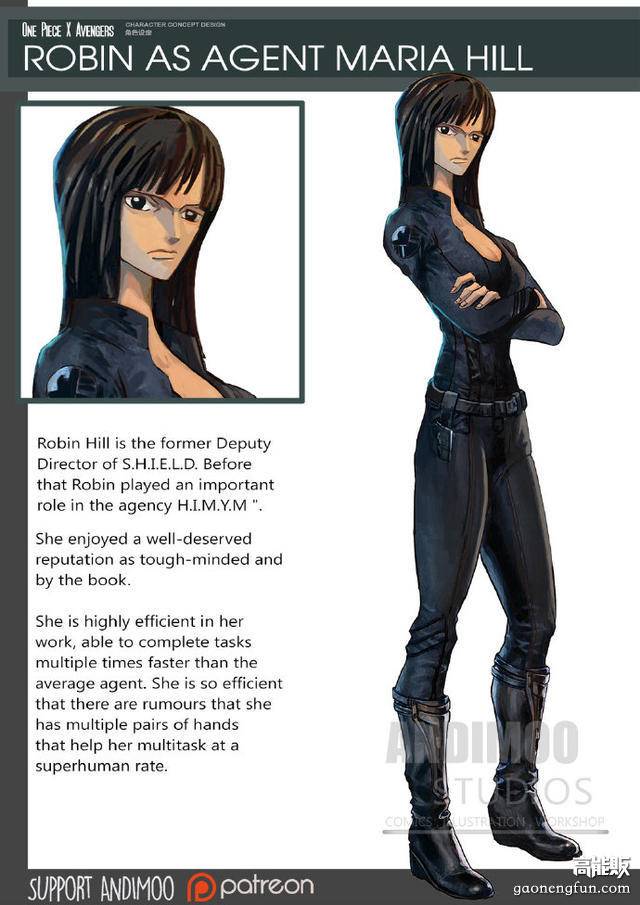 One Piece X Avengers
CHARACTER CONCEPT DESIGN
角色设定
ROBIN AS AGENT MARIA HILL
Robin Hill is the former Deputy
Director of S.H.I.E.L.D. Before
that Robin played an important
role in the agency H.I.M.Y.M ".
She enjoyed a well-deserved
reputation as tough-minded and
by the book.
She is highly efficient in her
work, able to complete tasks
multiple times faster than the
average agent. She is so efficient
that there are rumours that she
has multiple pairs of hands
that help her multitask at a
superhuman rate.
ANDIMOO
STUDIOS
COMICS . ILLUSTRATION . WORKSHOP
SUPPORT ANDIMOO patreon
高能贩
gaonengfun.com